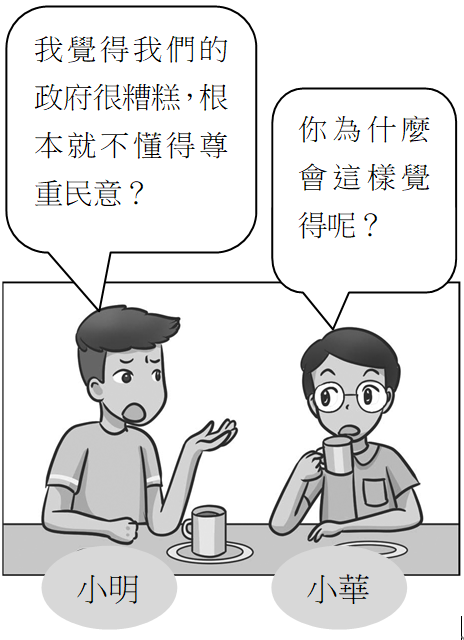 我覺得我們的
政府很糟糕，根
本就不懂得尊
重民意？
你為什麼
會這樣覺
得呢？
小明
小華